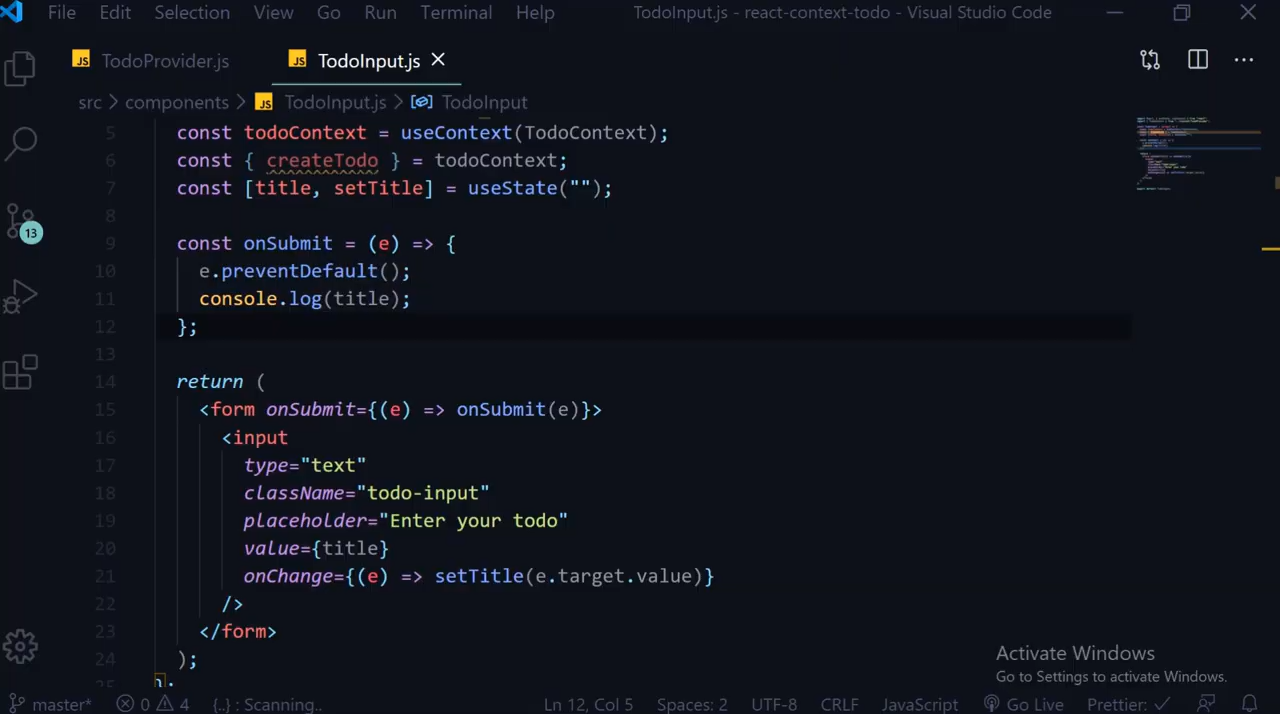 File Edit Selection View Go Run Terminal Help TodoInput.js - react-context-todo - Visual Studio Code
JS TodoProvider.js JS TodoInput.js
src > components > JS TodoInput.js > TodoInput
5 const todoContext = useContext(TodoContext);
6 const { createTodo } = todoContext;
7 const [title, setTitle] = useState("");
8
9 const onSubmit = (e) => {
10 e.preventDefault();
11 console.log(title);
12 };
13
14 return (
15 <form onSubmit={(e) => onSubmit(e)}>
16 <input
17 type="text"
18 className="todo-input"
19 placeholder="Enter your todo"
20 value={title}
21 onChange={(e) => setTitle(e.target.value)}
22 />
23 </form>
24 );
13
Activate Windows
Go to Settings to activate Windows.
master* 0 4 {..} : Scanning.. Ln 12, Col 5 Spaces: 2 UTF-8 CRLF JavaScript Go Live Prettier: ✓